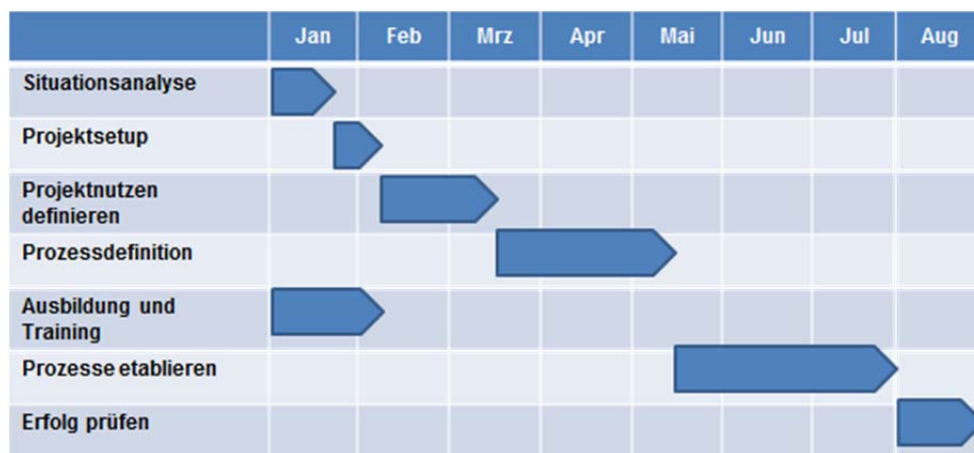 Jan Feb Mrz Apr Mai Jun Jul Aug
Situationsanalyse
Projektsetup
Projektnutzen
definieren
Prozessdefinition
Ausbildung und
Training
Prozesse etablieren
Erfolg prüfen